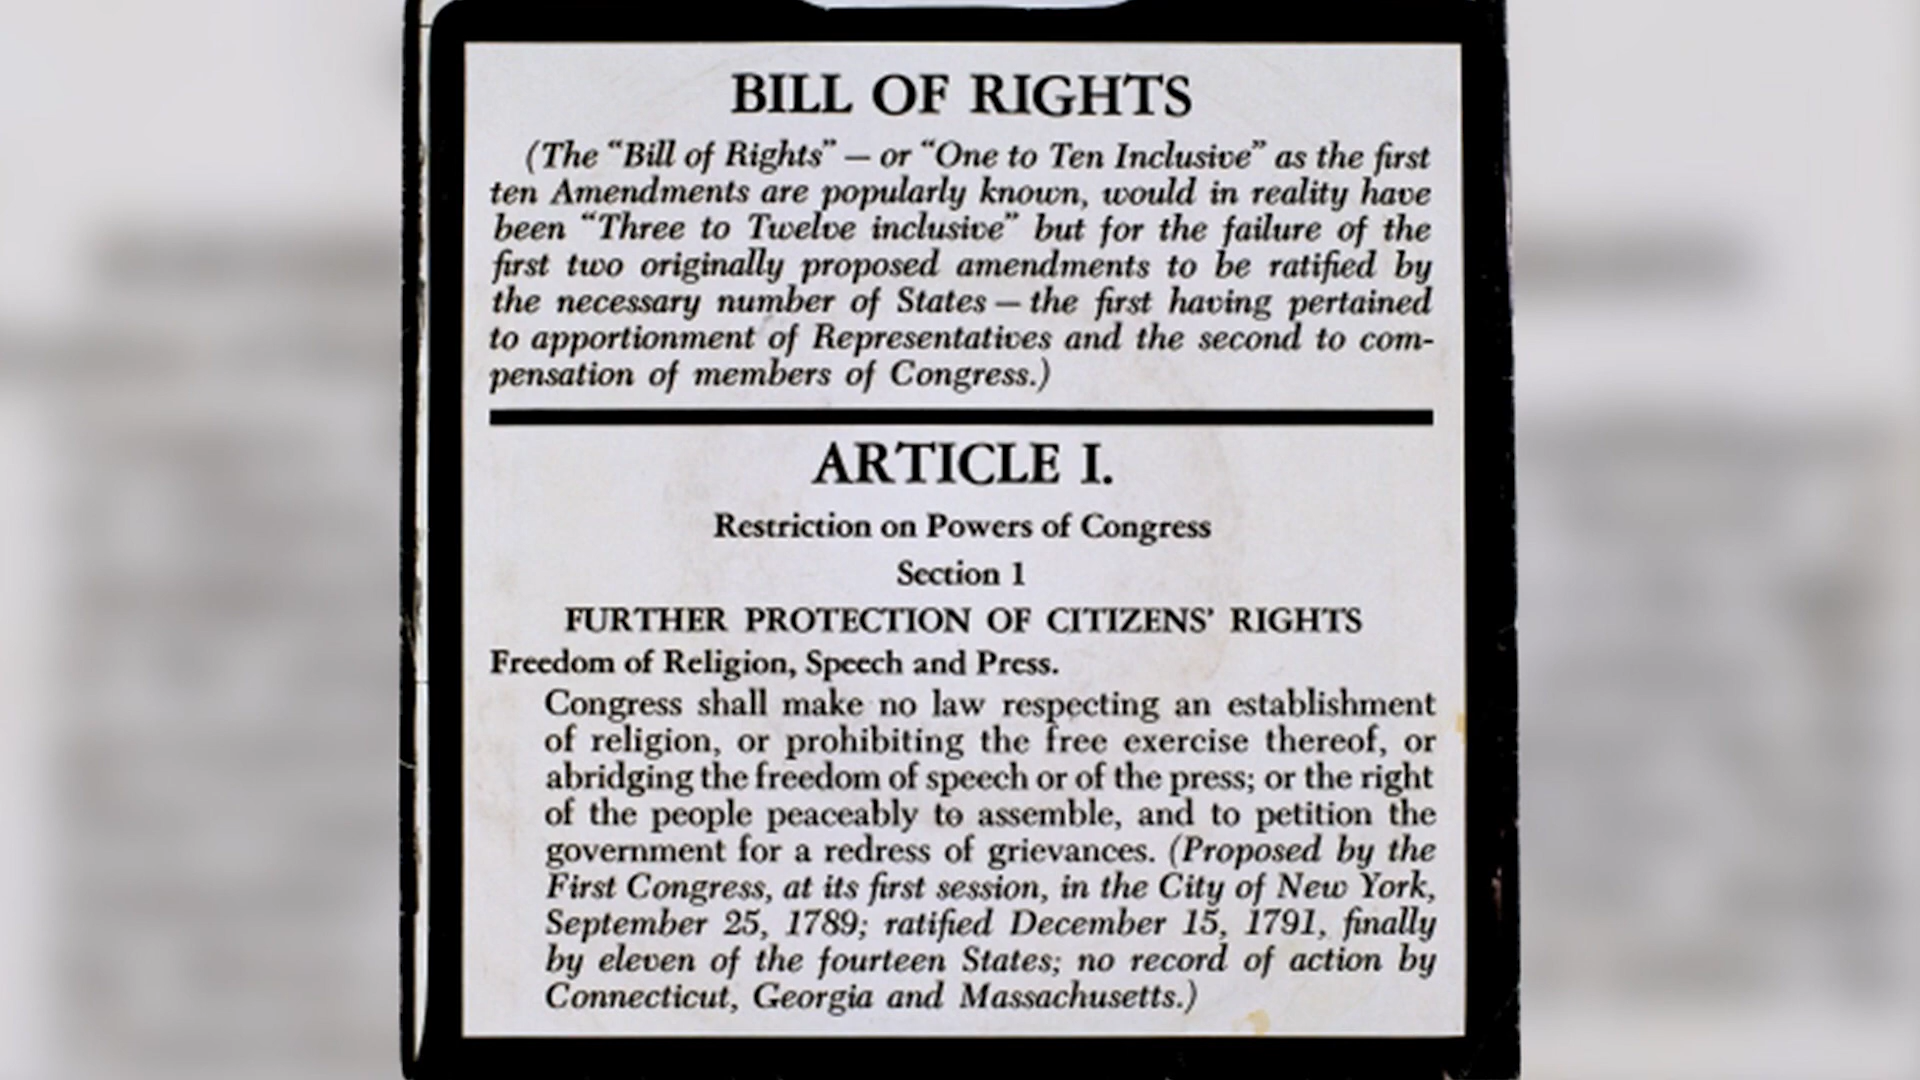 BILL OF RIGHTS
(The “Bill of Rights” — or “One to Ten Inclusive” as the first
ten Amendments are popularly known, would in reality have
been “Three to Twelve inclusive” but for the failure of the
first two originally proposed amendments to be ratified by
the necessary number of States — the first having pertained
to apportionment of Representatives and the second to com-
pensation of members of Congress.)
ARTICLE I.
Restriction on Powers of Congress
Section 1
FURTHER PROTECTION OF CITIZENS’ RIGHTS
Freedom of Religion, Speech and Press.
Congress shall make no law respecting an establishment
of religion, or prohibiting the free exercise thereof, or
abridging the freedom of speech or of the press; or the right
of the people peaceably to assemble, and to petition the
government for a redress of grievances. (Proposed by the
First Congress, at its first session, in the City of New York,
September 25, 1789; ratified December 15, 1791, finally
by eleven of the fourteen States; no record of action by
Connecticut, Georgia and Massachusetts.)